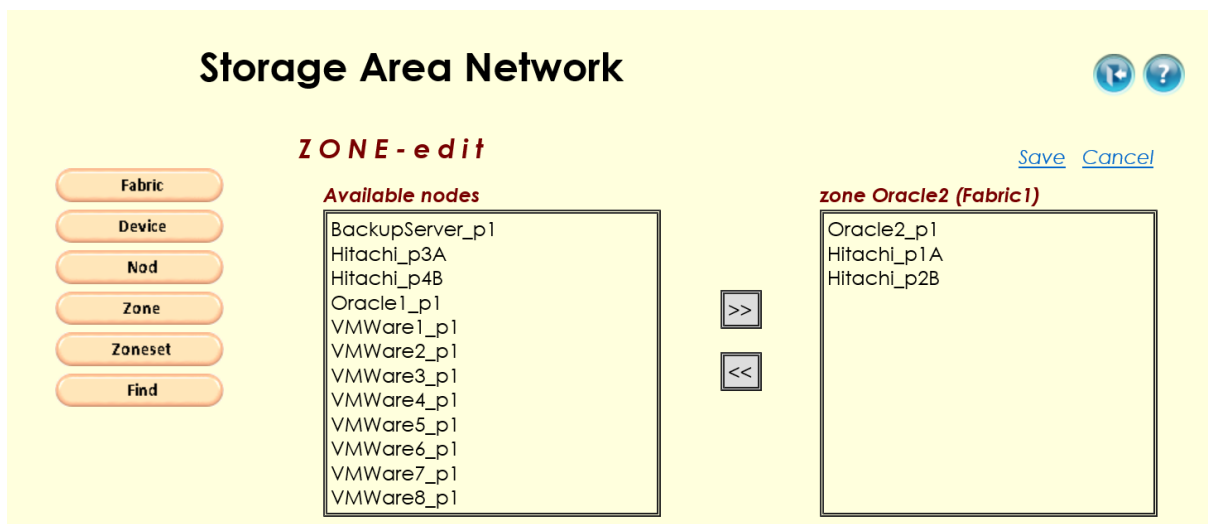 Storage Area Network
?
ZONE-edit
Save Cancel
Fabric
Device
Nod
Zone
Zoneset
Find
Available nodes
BackupServer_p1
Hitachi_p3A
Hitachi_p4B
Oracle1_p1
VMWare1_p1
VMWare2_p1
VMWare3_p1
VMWare4_p1
VMWare5_p1
VMWare6_p1
VMWare7_p1
VMWare8_p1
>>
<<
zone Oracle2 (Fabric1)
Oracle2_p1
Hitachi_p1A
Hitachi_p2B